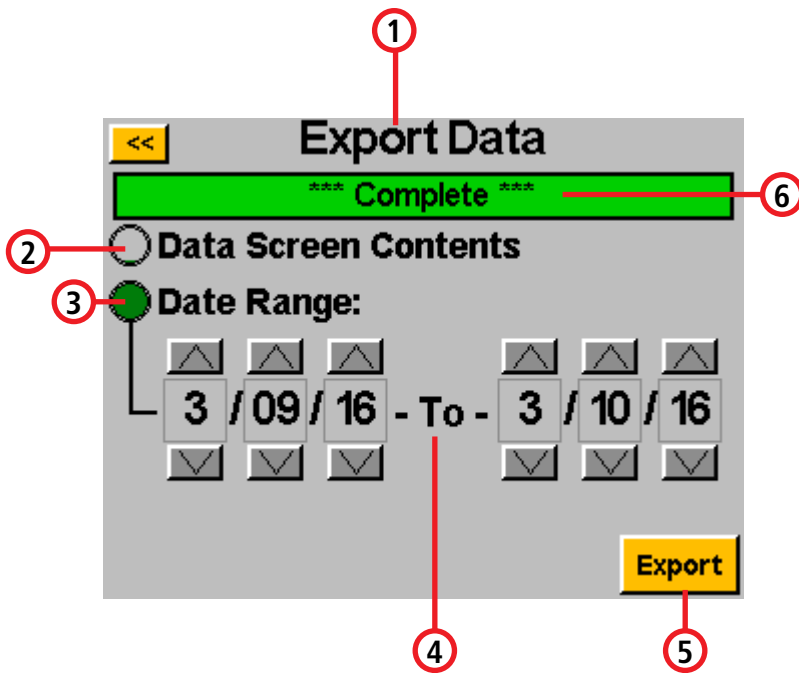 1
<< Export Data
*** Complete *** 6
2 Data Screen Contents
3 Date Range:
3 / 09 / 16 - To - 3 / 10 / 16
Export
4 5